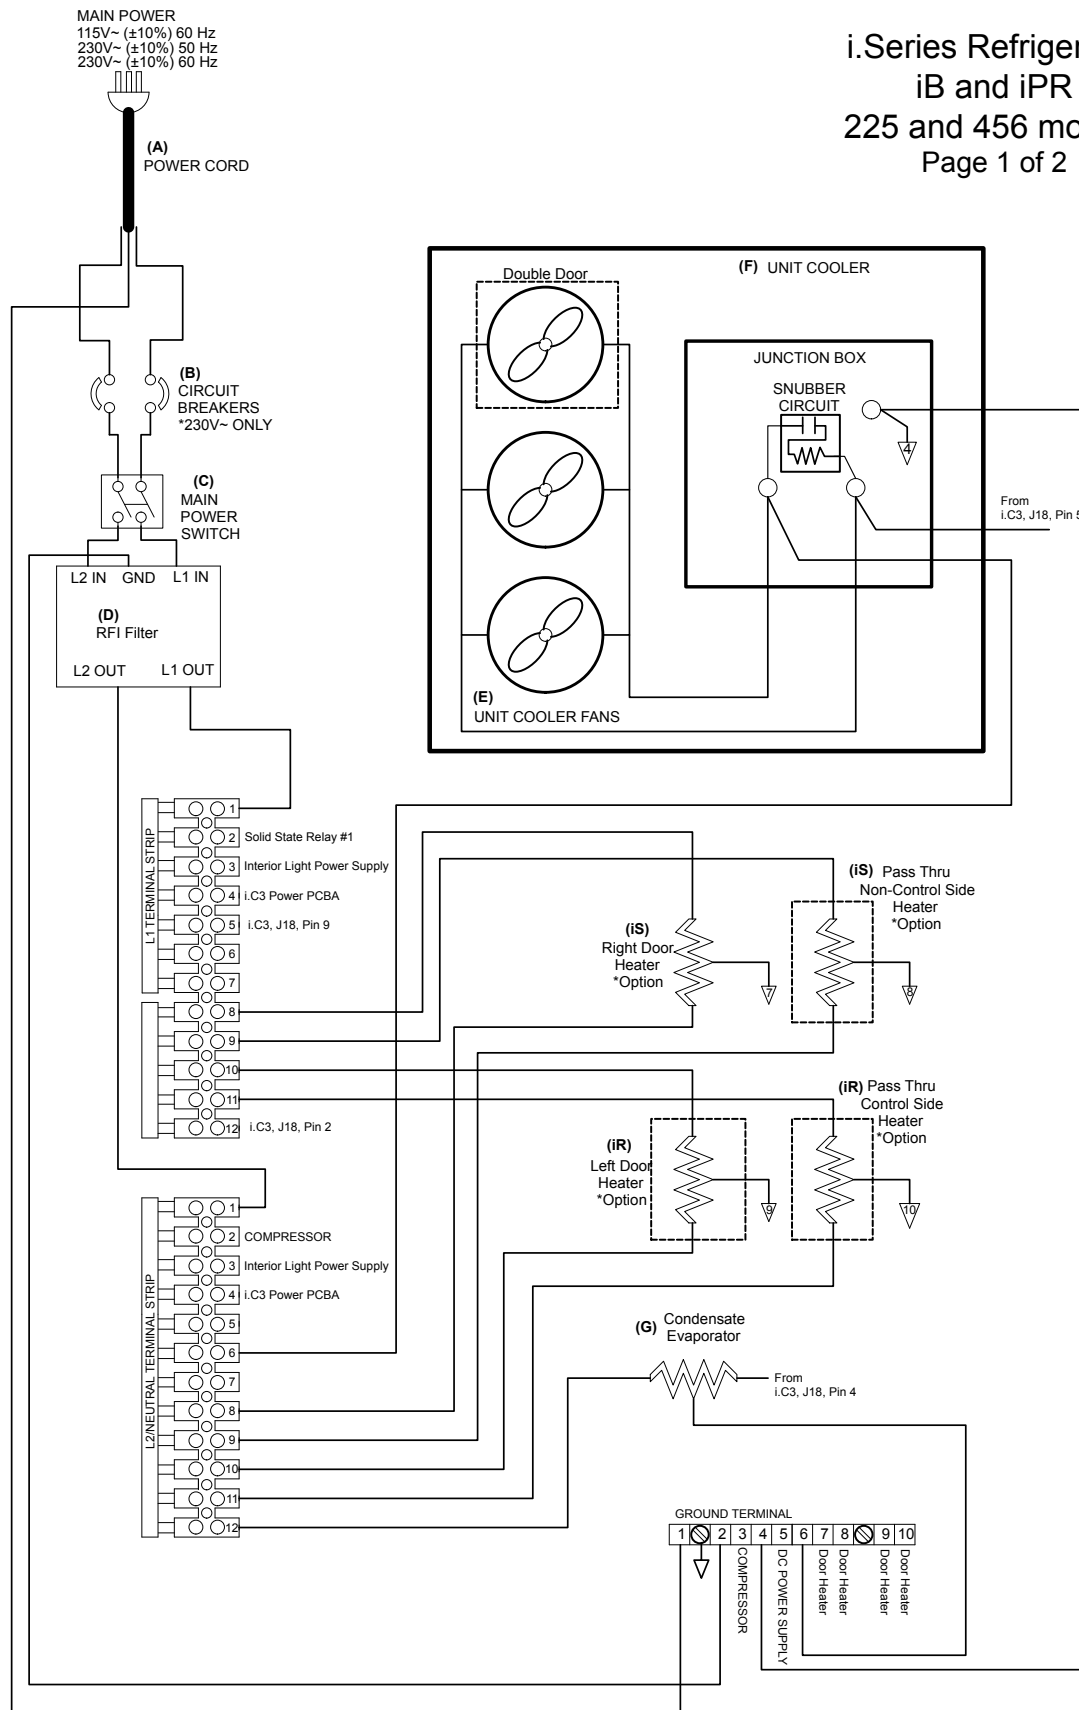 MAIN POWER
115V~ (±10%) 60 Hz
230V~ (±10%) 50 Hz
230V~ (±10%) 60 Hz
i.Series Refriger
iB and iPR
225 and 456 mo
Page 1 of 2
(A)
POWER CORD
(B)
CIRCUIT
BREAKERS
*230V~ ONLY
(C)
MAIN
POWER
SWITCH
L2 IN GND L1 IN
(D)
RFI Filter
L2 OUT L1 OUT
(F) UNIT COOLER
Double Door
JUNCTION BOX
SNUBBER
CIRCUIT
4
From
i.C3, J18, Pin 5
(E)
UNIT COOLER FANS
L1 TERMINAL STRIP
1
2 Solid State Relay #1
3 Interior Light Power Supply
4 i.C3 Power PCBA
5 i.C3, J18, Pin 9
6
7
8
9
10
11
12 i.C3, J18, Pin 2
(iS)
Right Door
Heater
*Option
7
(iS) Pass Thru
Non-Control Side
Heater
*Option
8
(iR)
Left Door
Heater
*Option
9
(iR) Pass Thru
Control Side
Heater
*Option
10
L2/NEUTRAL TERMINAL STRIP
1
2 COMPRESSOR
3 Interior Light Power Supply
4 i.C3 Power PCBA
5
6
7
8
9
10
11
12
(G) Condensate
Evaporator
From
i.C3, J18, Pin 4
GROUND TERMINAL
1 2 3 4 5 6 7 8 9 10
COMPRESSOR
DC POWER SUPPLY
Door Heater
Door Heater
Door Heater
Door Heater